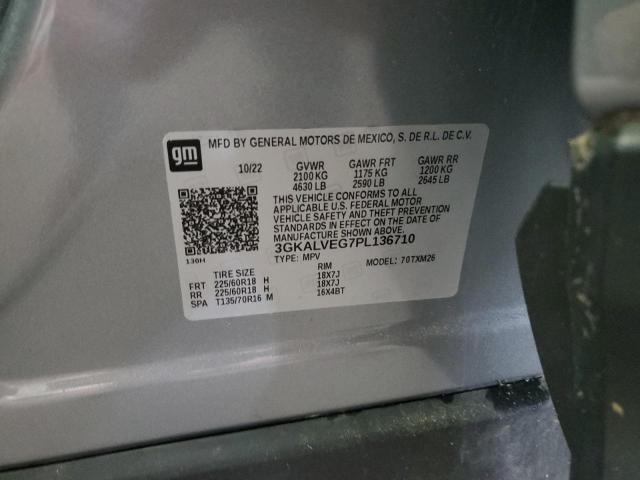 gm
MFD BY GENERAL MOTORS DE MEXICO, S. DE R.L. DE C.V.
10/22 GVWR GAWR FRT GAWR RR
2100 KG 1175 KG 1200 KG
4630 LB 2590 LB 2645 LB
THIS VEHICLE CONFORMS TO ALL
APPLICABLE U.S. FEDERAL MOTOR
VEHICLE SAFETY AND THEFT PREVENTION
STANDARDS IN EFFECT ON THE DATE OF
MANUFACTURE SHOWN ABOVE.
3GKALVEG7PL136710
130H TYPE: MPV MODEL: 70TXM26
TIRE SIZE RIM
FRT 225/60R18 H 18X7J
RR 225/60R18 H 18X7J
SPA T135/70R16 M 16X4BT